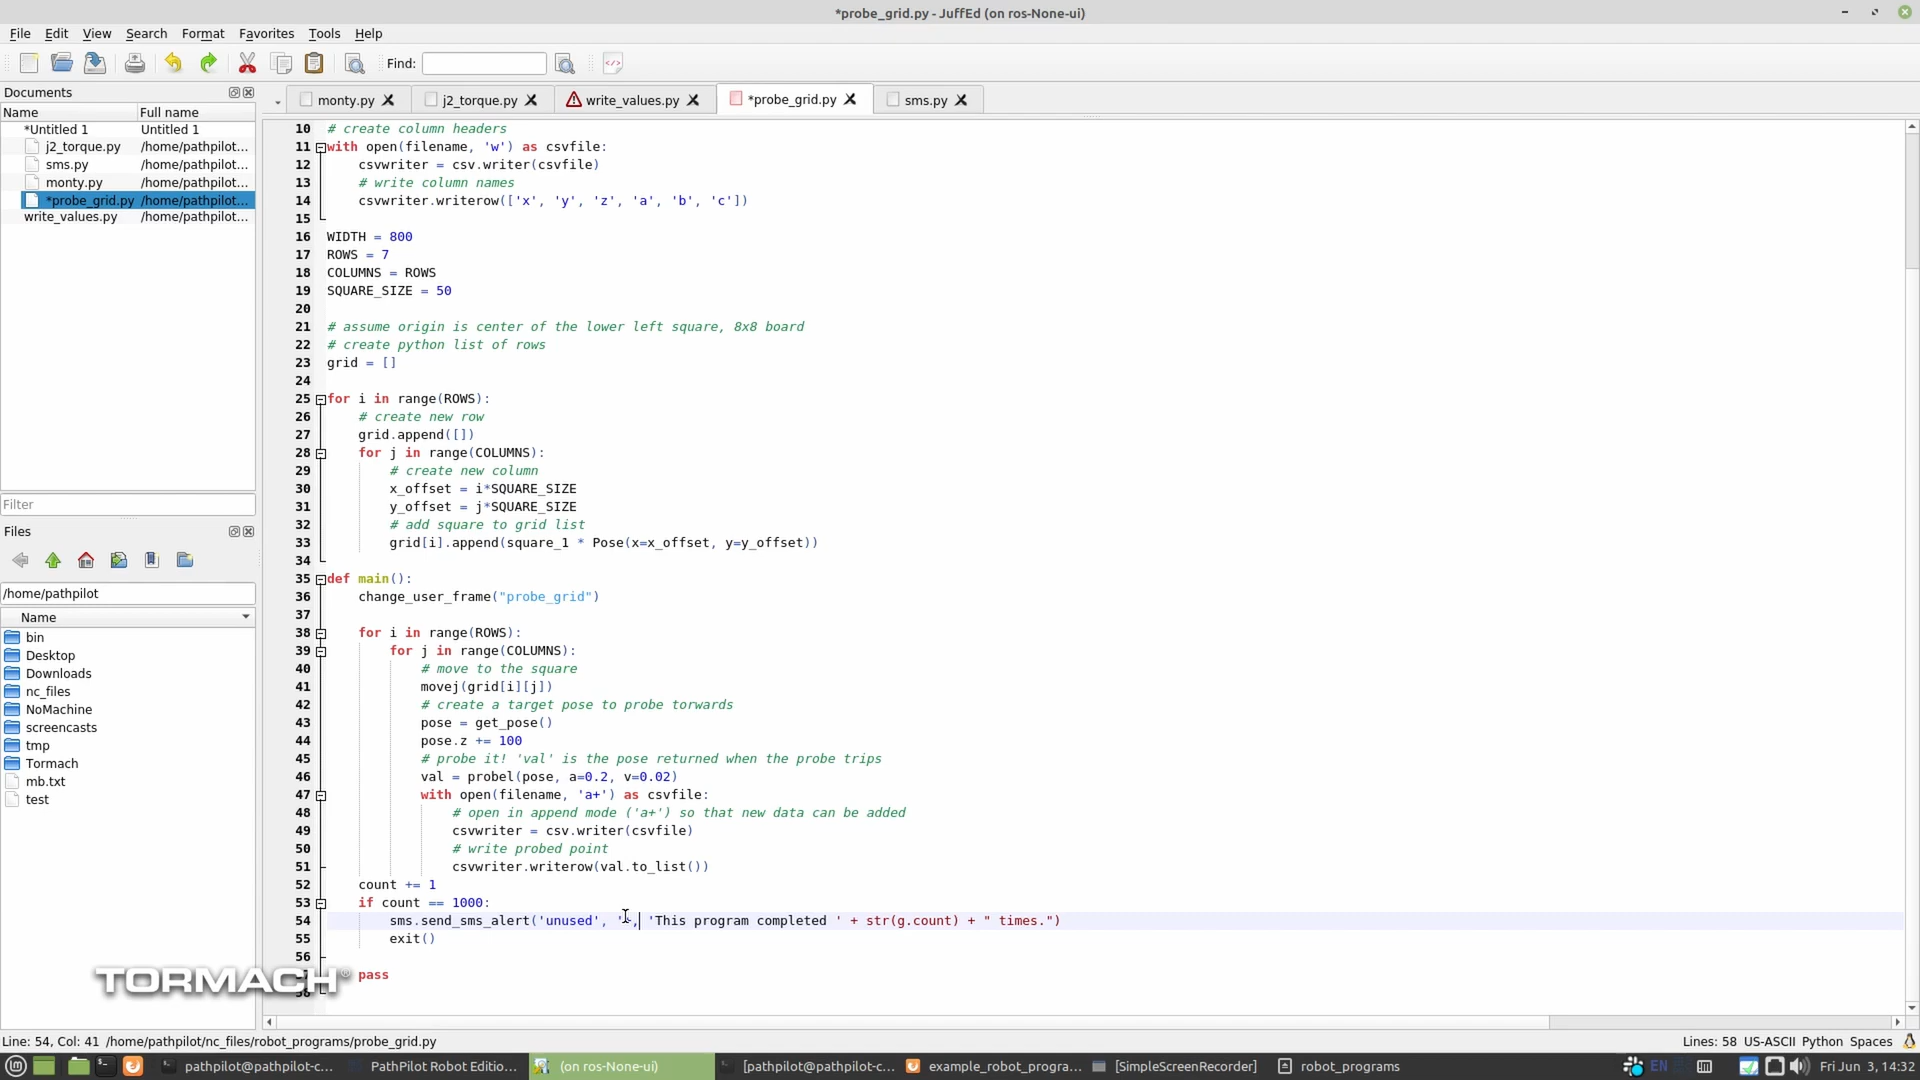 *probe_grid.py - JuffEd (on ros-None-ui)
File Edit View Search Format Favorites Tools Help
Find:
Documents
Name Full name
*Untitled 1 Untitled 1
j2_torque.py /home/pathpilot...
sms.py /home/pathpilot...
monty.py /home/pathpilot...
*probe_grid.py /home/pathpilot...
write_values.py /home/pathpilot...
Filter
Files
/home/pathpilot
Name
bin
Desktop
Downloads
nc_files
NoMachine
screencasts
tmp
Tormach
mb.txt
test
monty.py j2_torque.py write_values.py *probe_grid.py sms.py
10 # create column headers
11 with open(filename, 'w') as csvfile:
12 csvwriter = csv.writer(csvfile)
13 # write column names
14 csvwriter.writerow(['x', 'y', 'z', 'a', 'b', 'c'])
15
16 WIDTH = 800
17 ROWS = 7
18 COLUMNS = ROWS
19 SQUARE_SIZE = 50
20
21 # assume origin is center of the lower left square, 8x8 board
22 # create python list of rows
23 grid = []
24
25 for i in range(ROWS):
26 # create new row
27 grid.append([])
28 for j in range(COLUMNS):
29 # create new column
30 x_offset = i*SQUARE_SIZE
31 y_offset = j*SQUARE_SIZE
32 # add square to grid list
33 grid[i].append(square_1 * Pose(x=x_offset, y=y_offset))
34
35 def main():
36 change_user_frame("probe_grid")
37
38 for i in range(ROWS):
39 for j in range(COLUMNS):
40 # move to the square
41 movej(grid[i][j])
42 # create a target pose to probe torwards
43 pose = get_pose()
44 pose.z += 100
45 # probe it! 'val' is the pose returned when the probe trips
46 val = probel(pose, a=0.2, v=0.02)
47 with open(filename, 'a+') as csvfile:
48 # open in append mode ('a+') so that new data can be added
49 csvwriter = csv.writer(csvfile)
50 # write probed point
51 csvwriter.writerow(val.to_list())
52 count += 1
53 if count == 1000:
54 sms.send_sms_alert('unused', 'This program completed ' + str(g.count) + " times.")
55 exit()
56
pass
58
TORMACH®
Line: 54, Col: 41 /home/pathpilot/nc_files/robot_programs/probe_grid.py
Lines: 58 US-ASCII Python Spaces
pathpilot@pathpilot-c... PathPilot Robot Editio... (on ros-None-ui) [pathpilot@pathpilot-c... example_robot_progra... [SimpleScreenRecorder] robot_programs EN Fri Jun 3, 14:32